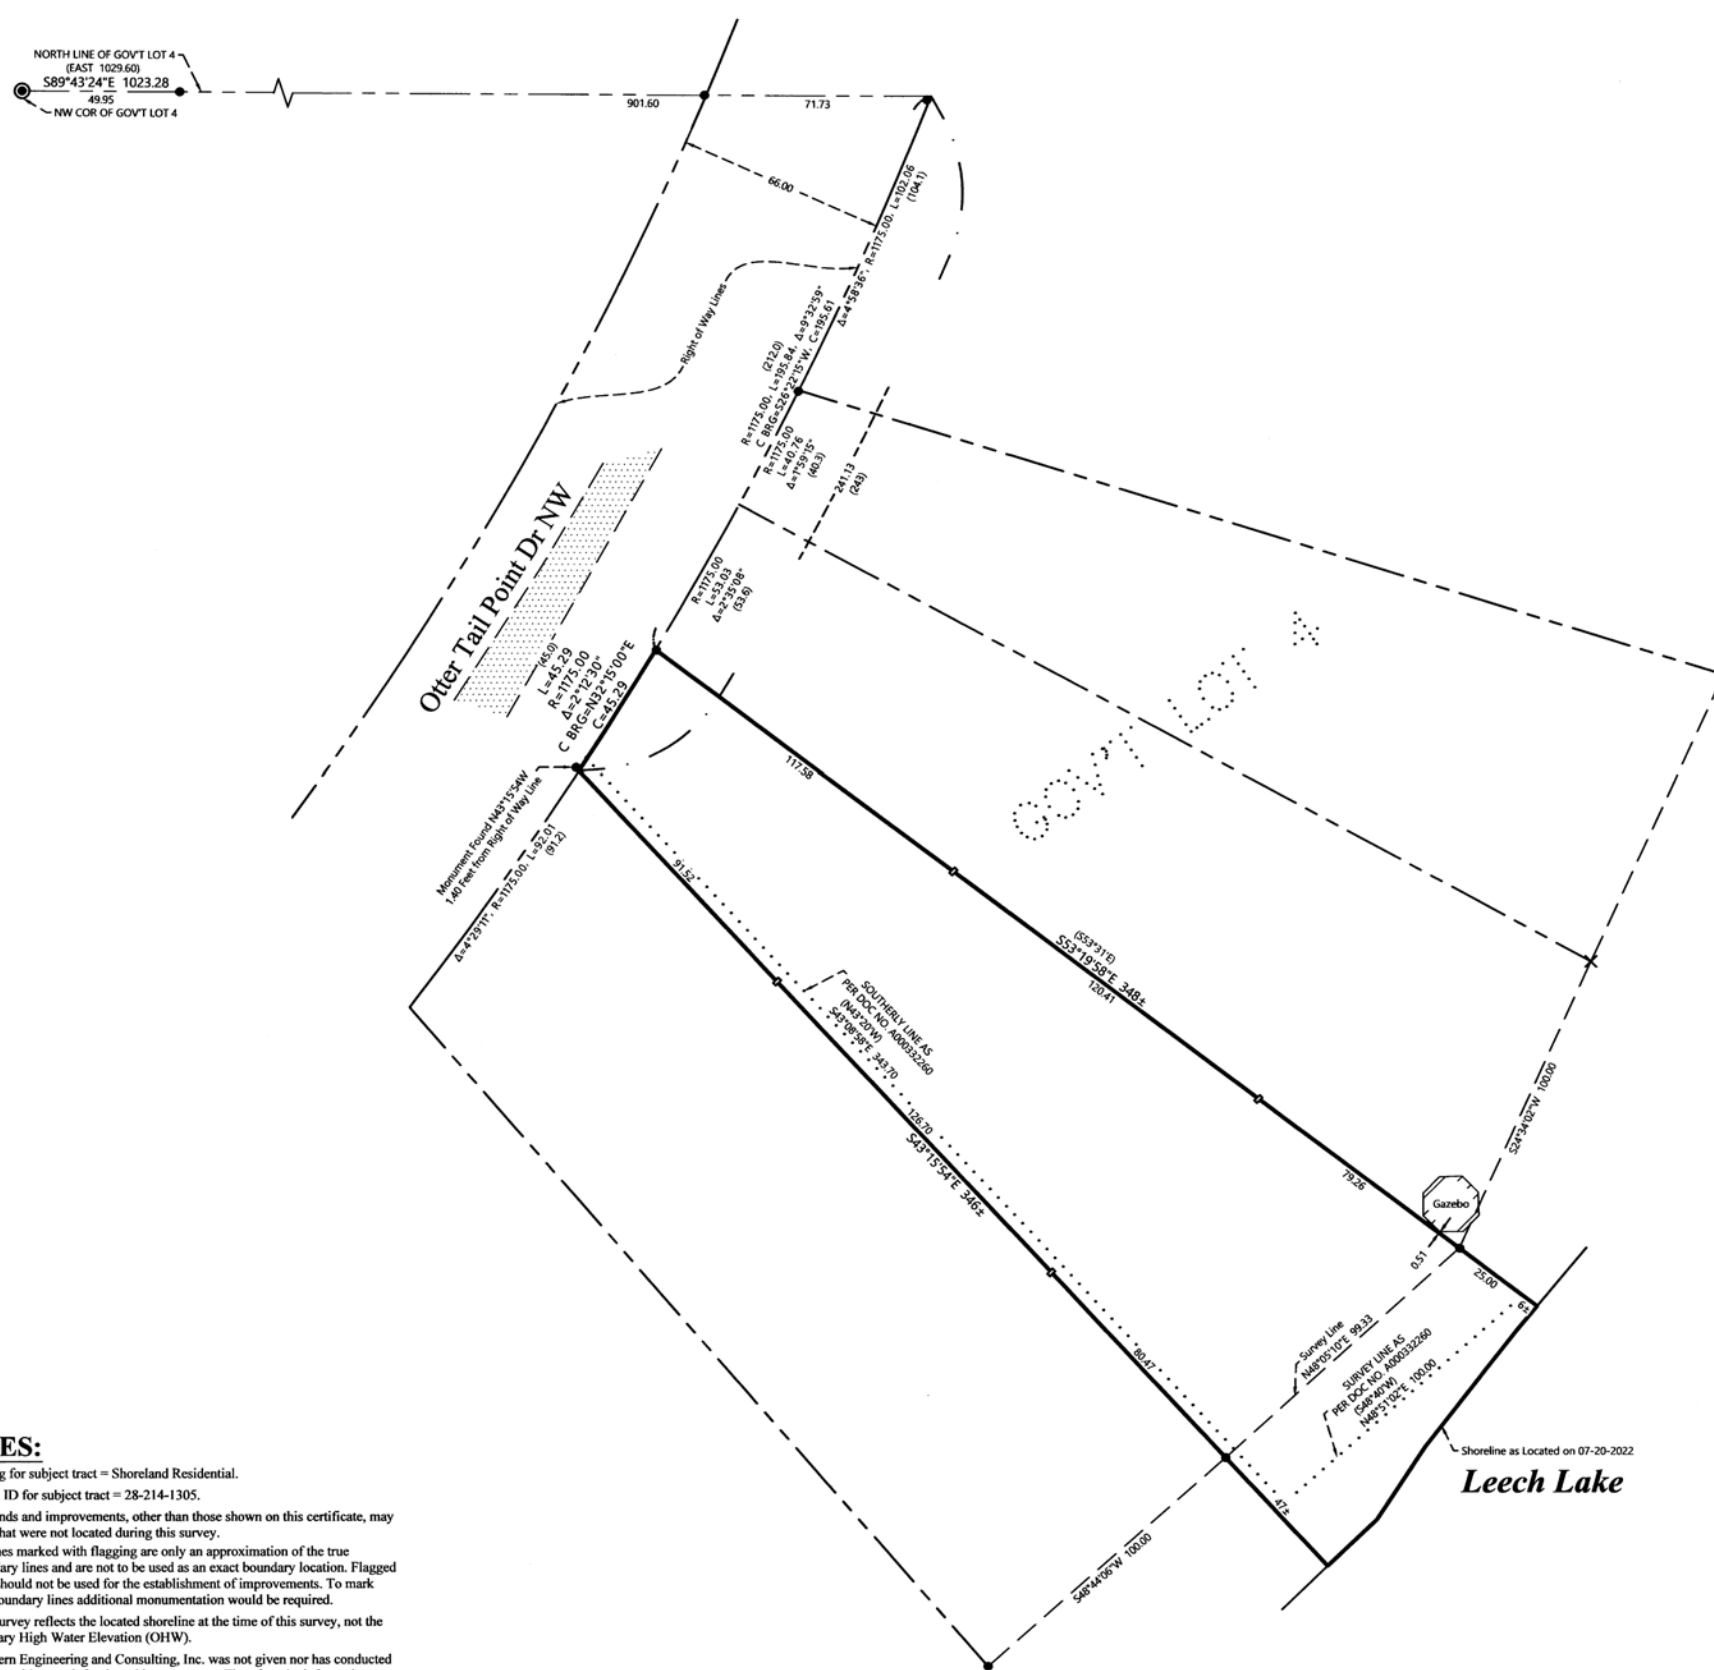 NORTH LINE OF GOV'T LOT 4
(EAST 1029.60)
S89°43'24"E 1023.28
49.95
NW COR OF GOV'T LOT 4
901.60
71.73
66.00
Δ=4°58'36", R=1175.00, L=102.06
(104.1)
Right of Way Lines
(212.0)
R=1175.00, L=195.84, Δ=9°32'59"
C BRG=S26°22'15"W, C=195.61
R=1175.00
L=40.76
Δ=1°59'15"
(40.3)
241.13
(243)
Otter Tail Point Dr NW
R=1175.00
L=53.03
Δ=2°35'08"
(53.6)
(45.0)
L=45.29
R=1175.00
Δ=2°12'30"
C BRG=N32°15'00"E
C=45.29
GOV'T LOT 4
Monument Found N43°15'54W
1.40 Feet from Right of Way Line
Δ=4°29'11", R=1175.00, L=92.01
(91.2)
117.58
91.52
(S53°31'E)
S53°19'58"E 348±
120.41
SOUTHERLY LINE AS
PER DOC NO. A000332260
(N43°20'W)
S43°08'58"E 343.70
126.70
S43°15'54"E 346±
S24°34'02"W 100.00
79.26
Gazebo
0.51
25.00
6±
Survey Line
N48°05'10"E 99.33
SURVEY LINE AS
PER DOC NO. A000332260
(S48°40'W)
N48°51'02"E 100.00
80.47
47±
Shoreline as Located on 07-20-2022
Leech Lake
S48°44'06"W 100.00
ES:
g for subject tract = Shoreland Residential.
ID for subject tract = 28-214-1305.
nds and improvements, other than those shown on this certificate, may
hat were not located during this survey.
es marked with flagging are only an approximation of the true
ary lines and are not to be used as an exact boundary location. Flagged
hould not be used for the establishment of improvements. To mark
oundary lines additional monumentation would be required.
urvey reflects the located shoreline at the time of this survey, not the
ary High Water Elevation (OHW).
ern Engineering and Consulting, Inc. was not given nor has conducted